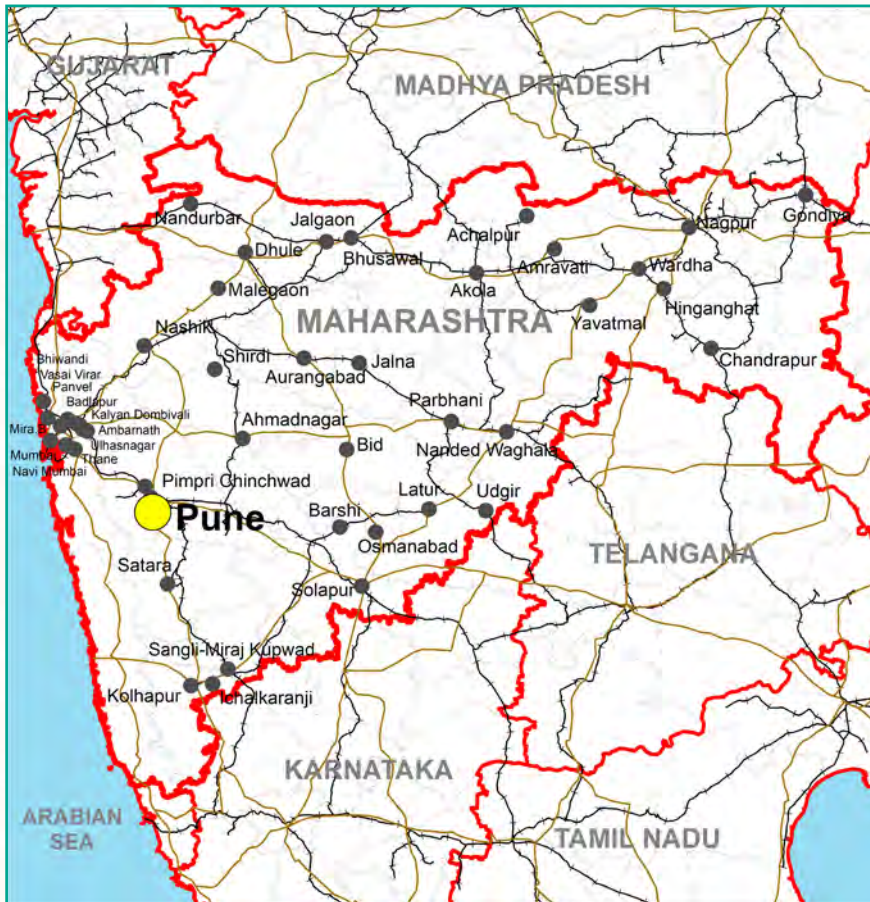 GUJARAT
MADHYA PRADESH
Nandurbar
Jalgaon
Achalpur
Nagpur
Gondiya
Dhule
Bhusawal
Amravati
Wardha
Malegaon
Akola
Hinganghat
Yavatmal
MAHARASHTRA
Nashik
Shirdi
Aurangabad
Jalna
Chandrapur
Bhiwandi
Vasai Virar
Panvel
Badlapur
Kalyan Dombivali
Mira.B
Ambarnath
Ulhasnagar
Mumbai
Thane
Navi Mumbai
Ahmadnagar
Parbhani
Bid
Nanded Waghala
Pimpri Chinchwad
Latur
Udgir
Pune
Barshi
Osmanabad
TELANGANA
Satara
Solapur
Sangli-Miraj Kupwad
Kolhapur
Ichalkaranji
KARNATAKA
ARABIAN
SEA
TAMIL NADU